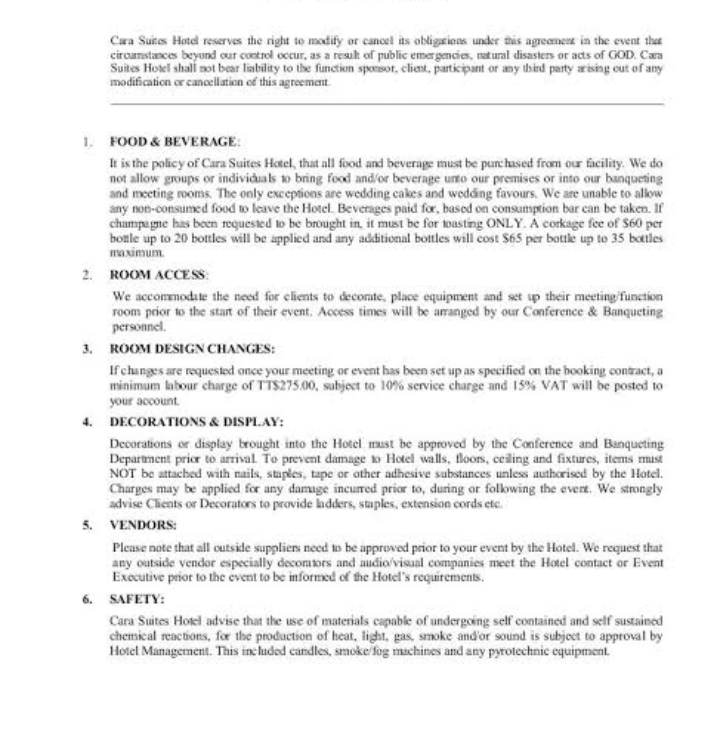 Cara Suites Hotel reserves the right to modify or cancel its obligations under this agreement in the event that
circumstances beyond our control occur, as a result of public emergencies, natural disasters or acts of GOD. Cara
Suites Hotel shall not bear liability to the function sponsor, client, participant or any third party arising out of any
modification or cancellation of this agreement.
1. FOOD & BEVERAGE:
It is the policy of Cara Suites Hotel, that all food and beverage must be purchased from our facility. We do
not allow groups or individuals to bring food and/or beverage unto our premises or into our banqueting
and meeting rooms. The only exceptions are wedding cakes and wedding favours. We are unable to allow
any non-consumed food to leave the Hotel. Beverages paid for, based on consumption bar can be taken. If
champagne has been requested to be brought in, it must be for toasting ONLY. A corkage fee of $60 per
bottle up to 20 bottles will be applied and any additional bottles will cost $65 per bottle up to 35 bottles
maximum.
2. ROOM ACCESS:
We accommodate the need for clients to decorate, place equipment and set up their meeting/function
room prior to the start of their event. Access times will be arranged by our Conference & Banqueting
personnel.
3. ROOM DESIGN CHANGES:
If changes are requested once your meeting or event has been set up as specified on the booking contract, a
minimum labour charge of TT$275.00, subject to 10% service charge and 15% VAT will be posted to
your account.
4. DECORATIONS & DISPLAY:
Decorations or display brought into the Hotel must be approved by the Conference and Banqueting
Department prior to arrival. To prevent damage to Hotel walls, floors, ceiling and fixtures, items must
NOT be attached with nails, staples, tape or other adhesive substances unless authorised by the Hotel.
Charges may be applied for any damage incurred prior to, during or following the event. We strongly
advise Clients or Decorators to provide ladders, staples, extension cords etc.
5. VENDORS:
Please note that all outside suppliers need to be approved prior to your event by the Hotel. We request that
any outside vendor especially decorators and audio/visual companies meet the Hotel contact or Event
Executive prior to the event to be informed of the Hotel's requirements.
6. SAFETY:
Cara Suites Hotel advise that the use of materials capable of undergoing self contained and self sustained
chemical reactions, for the production of heat, light, gas, smoke and/or sound is subject to approval by
Hotel Management. This included candles, smoke/fog machines and any pyrotechnic equipment.